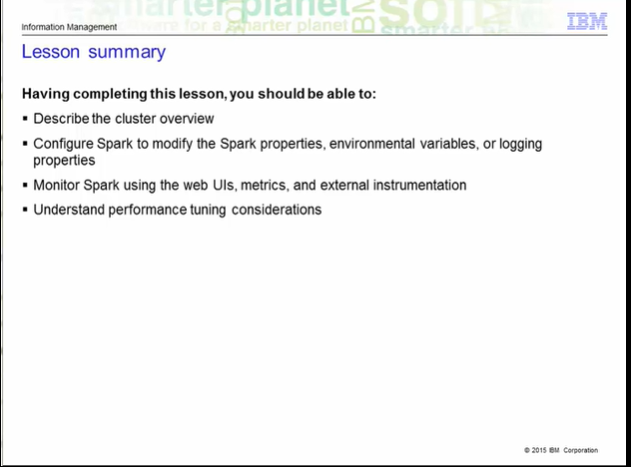 Information Management
IBM
Lesson summary
Having completing this lesson, you should be able to:
▪ Describe the cluster overview
▪ Configure Spark to modify the Spark properties, environmental variables, or logging
properties
▪ Monitor Spark using the web UIs, metrics, and external instrumentation
▪ Understand performance tuning considerations
© 2015 IBM Corporation